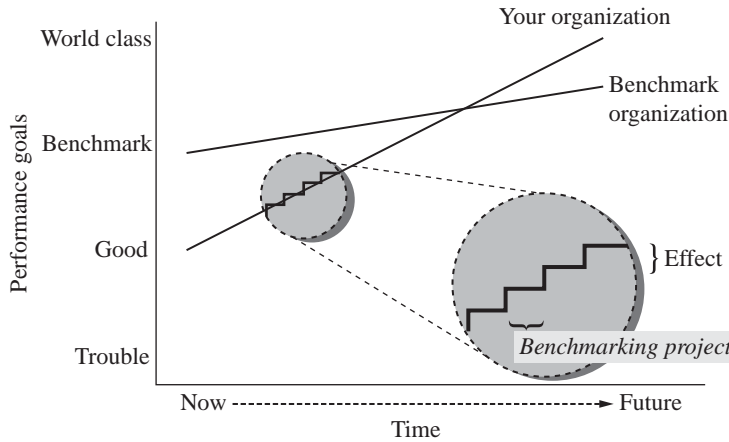 Your organization
World class
Benchmark
organization
Benchmark
Performance goals
Good
Effect
Benchmarking project
Trouble
Now
Future
Time